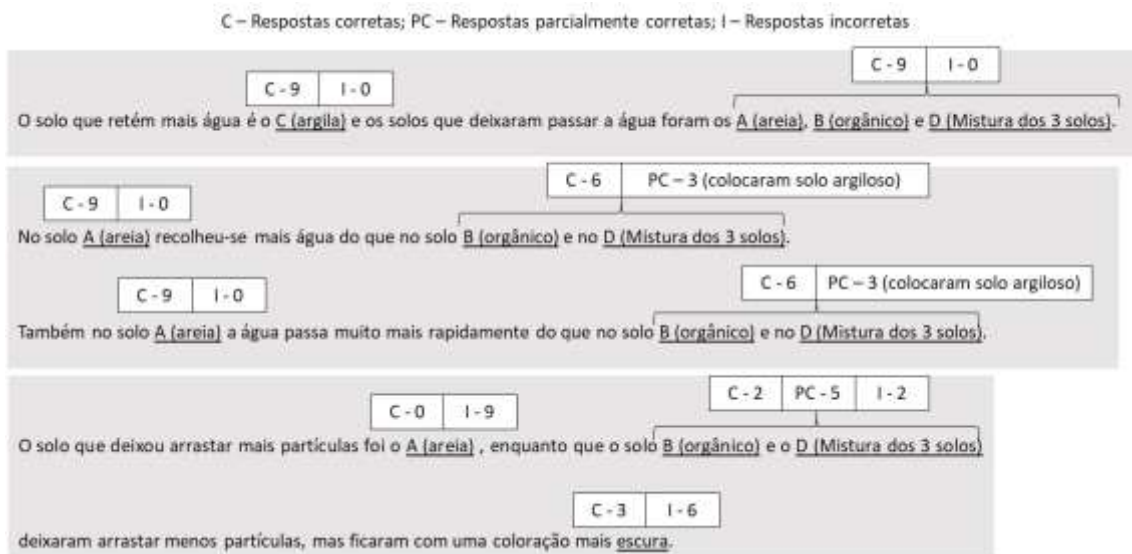 C – Respostas corretas; PC – Respostas parcialmente corretas; I – Respostas incorretas
C - 9 I - 0
C - 9 I - 0
O solo que retém mais água é o C (argila) e os solos que deixaram passar a água foram os A (areia), B (orgânico) e D (Mistura dos 3 solos).
C - 6 PC – 3 (colocaram solo argiloso)
C - 9 I - 0
No solo A (areia) recolheu-se mais água do que no solo B (orgânico) e no D (Mistura dos 3 solos).
C - 9 I - 0
C - 6 PC – 3 (colocaram solo argiloso)
Também no solo A (areia) a água passa muito mais rapidamente do que no solo B (orgânico) e no D (Mistura dos 3 solos).
C - 0 I - 9
C - 2 PC - 5 I - 2
O solo que deixou arrastar mais partículas foi o A (areia) , enquanto que o solo B (orgânico) e o D (Mistura dos 3 solos)
C - 3 I - 6
deixaram arrastar menos partículas, mas ficaram com uma coloração mais escura.